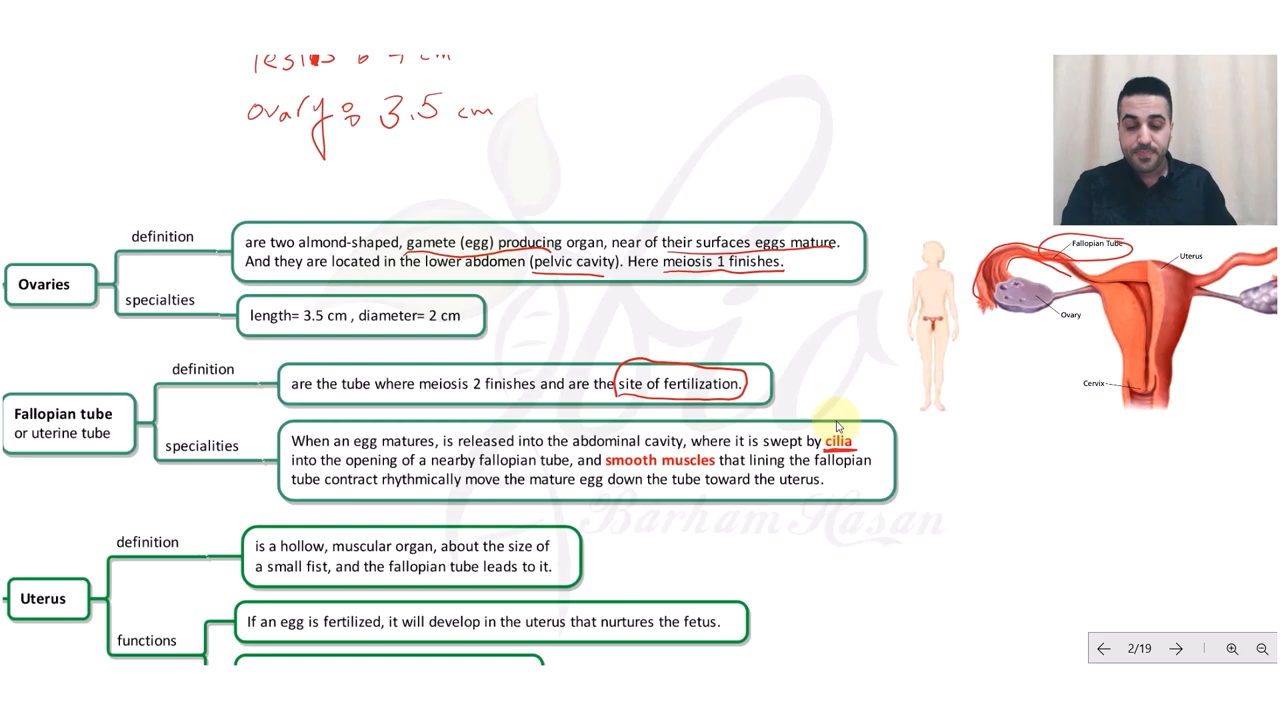 ovary : 3.5 cm
definition
are two almond-shaped, gamete (egg) producing organ, near of their surfaces eggs mature.
And they are located in the lower abdomen (pelvic cavity). Here meiosis 1 finishes.
Ovaries
specialties
length= 3.5 cm , diameter= 2 cm
definition
are the tube where meiosis 2 finishes and are the site of fertilization.
Fallopian tube
or uterine tube
specialities
When an egg matures, is released into the abdominal cavity, where it is swept by cilia
into the opening of a nearby fallopian tube, and smooth muscles that lining the fallopian
tube contract rhythmically move the mature egg down the tube toward the uterus.
definition
is a hollow, muscular organ, about the size of
a small fist, and the fallopian tube leads to it.
Uterus
functions
If an egg is fertilized, it will develop in the uterus that nurtures the fetus.
Fallopian Tube
Uterus
Ovary
Cervix
Bio
Barham Hasan
2/19